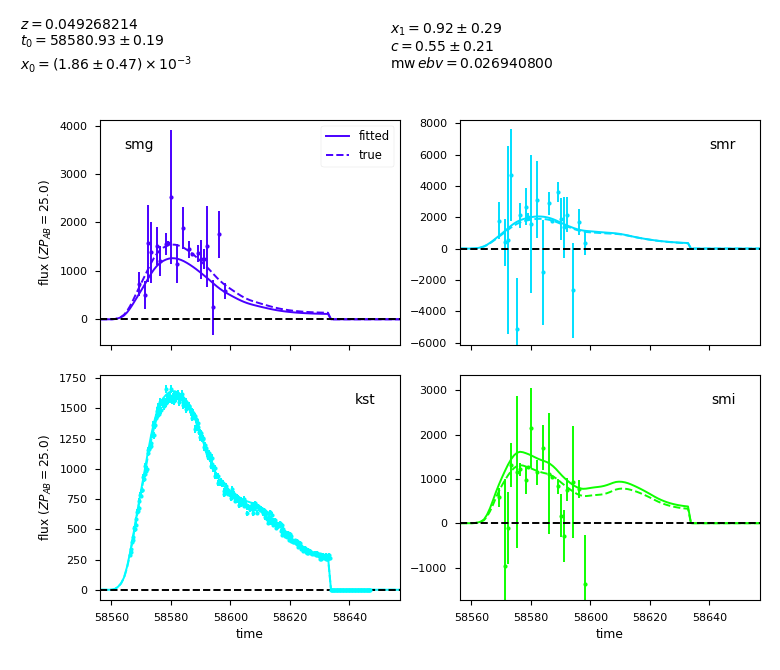 z = 0.049268214
t₀ = 58580.93 ± 0.19
x₀ = (1.86 ± 0.47) × 10⁻³
x₁ = 0.92 ± 0.29
c = 0.55 ± 0.21
mw ebv = 0.026940800
4000
3000
2000
1000
0
flux (ZP_AB = 25.0)
smg
fitted
true
8000
6000
4000
2000
0
−2000
−4000
−6000
smr
1750
1500
1250
1000
750
500
250
0
flux (ZP_AB = 25.0)
kst
58560 58580 58600 58620 58640
time
3000
2000
1000
0
−1000
smi
58560 58580 58600 58620 58640
time